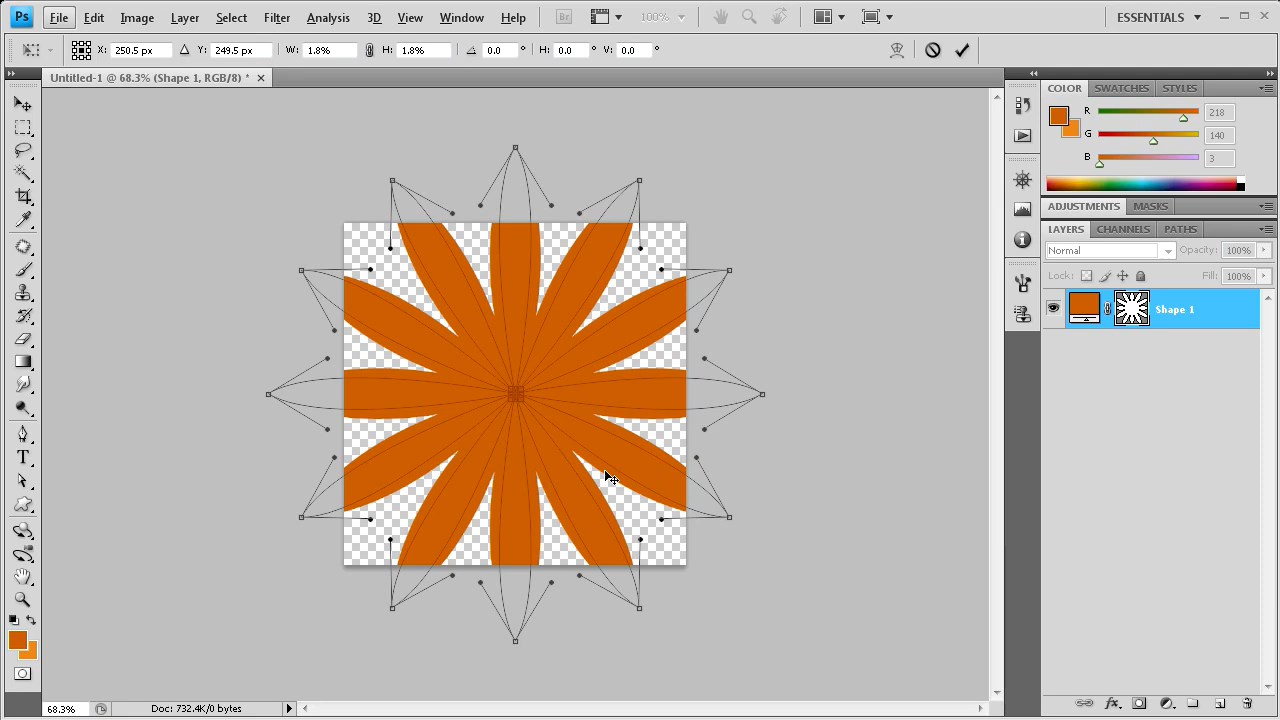 Ps File Edit Image Layer Select Filter Analysis 3D View Window Help Br 100% ESSENTIALS
X: 250.5 px Y: 249.5 px W: 1.8% H: 1.8% 0.0 ° H: 0.0 ° V: 0.0 °
Untitled-1 @ 68.3% (Shape 1, RGB/8) *
COLOR SWATCHES STYLES
R 218
G 140
B 3
ADJUSTMENTS MASKS
LAYERS CHANNELS PATHS
Normal Opacity: 100%
Lock: Fill: 100%
Shape 1
T
68.3% Doc: 732.4K/0 bytes fx